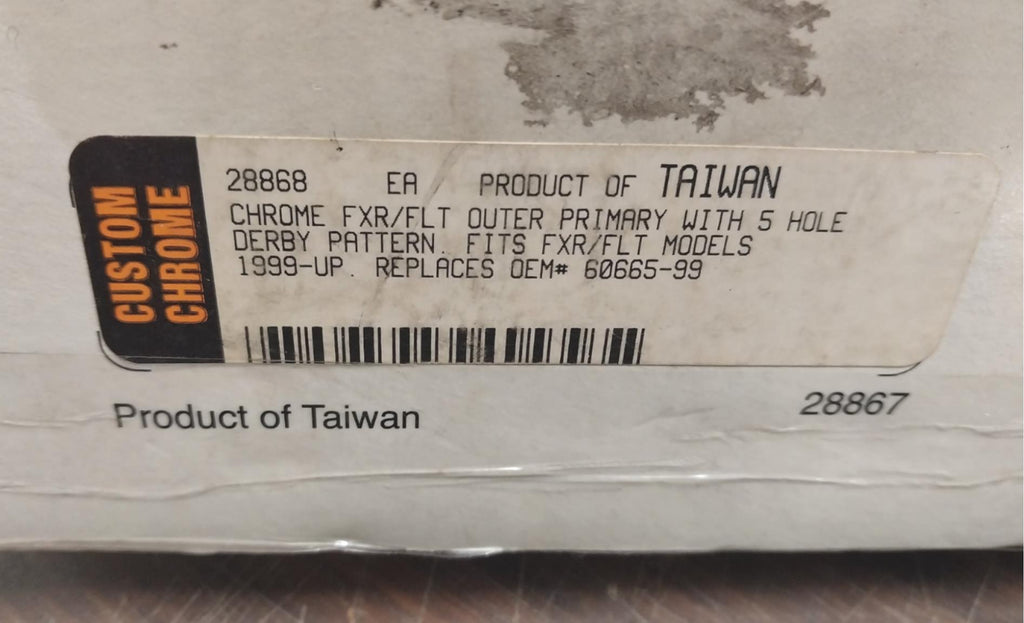 CUSTOM
CHROME
28868 EA PRODUCT OF TAIWAN
CHROME FXR/FLT OUTER PRIMARY WITH 5 HOLE
DERBY PATTERN. FITS FXR/FLT MODELS
1999-UP. REPLACES OEM# 60665-99
Product of Taiwan
28867